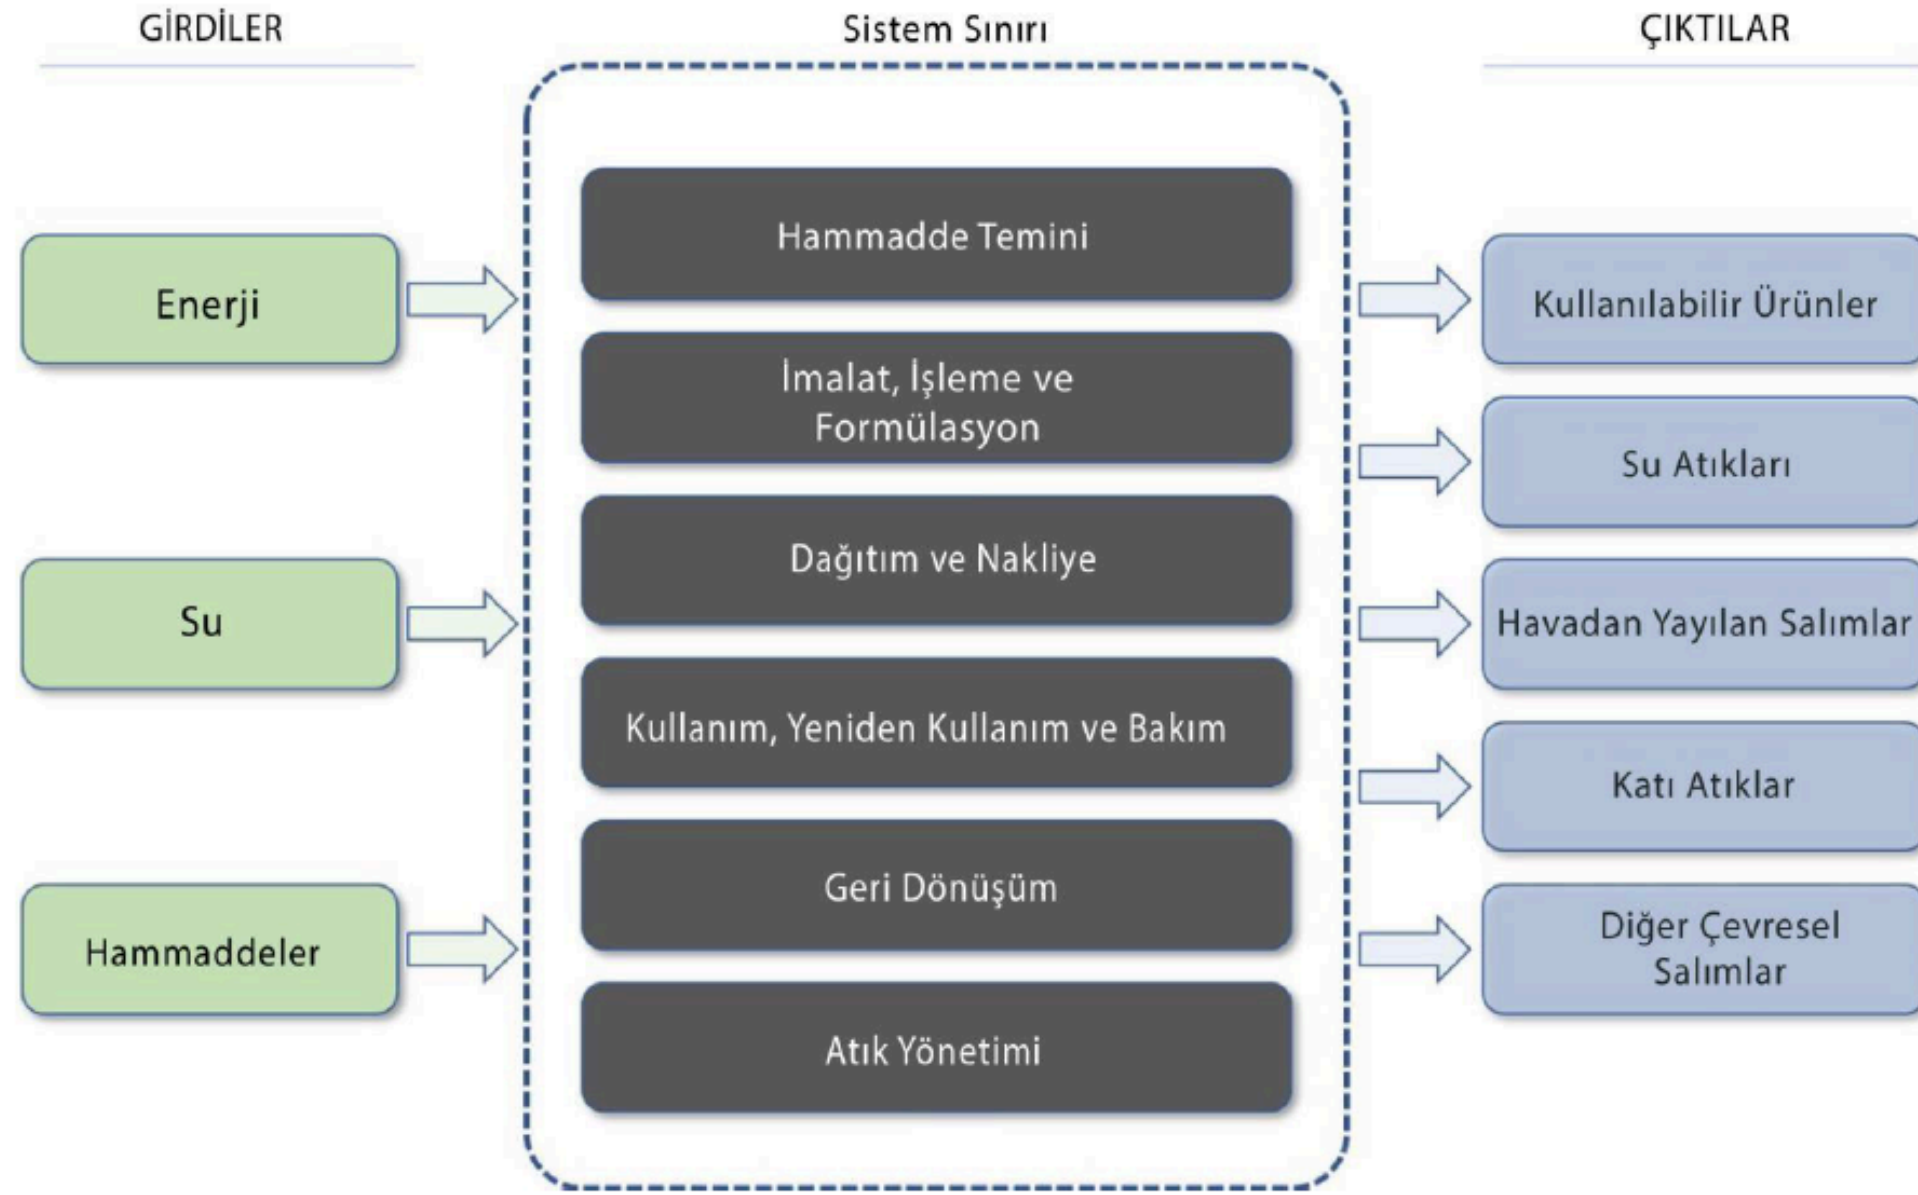 GİRDİLER
Sistem Sınırı
ÇIKTILAR
Enerji
Su
Hammaddeler
Hammadde Temini
İmalat, İşleme ve
Formülasyon
Dağıtım ve Nakliye
Kullanım, Yeniden Kullanım ve Bakım
Geri Dönüşüm
Atık Yönetimi
Kullanılabilir Ürünler
Su Atıkları
Havadan Yayılan Salımlar
Katı Atıklar
Diğer Çevresel
Salımlar